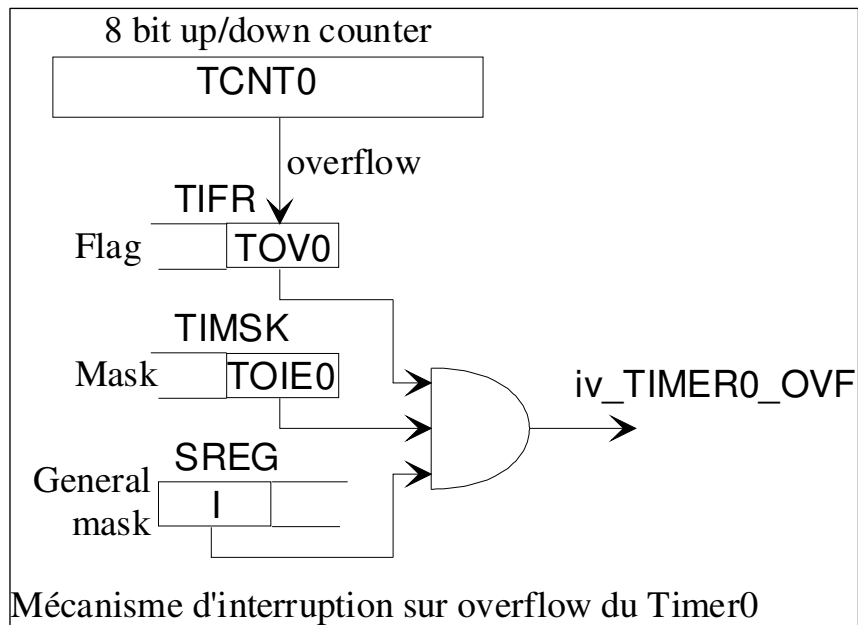 8 bit up/down counter
TCNT0
overflow
TIFR
Flag
TOV0
TIMSK
Mask
TOIE0
iv_TIMER0_OVF
SREG
General
mask
I
Mécanisme d'interruption sur overflow du Timer0